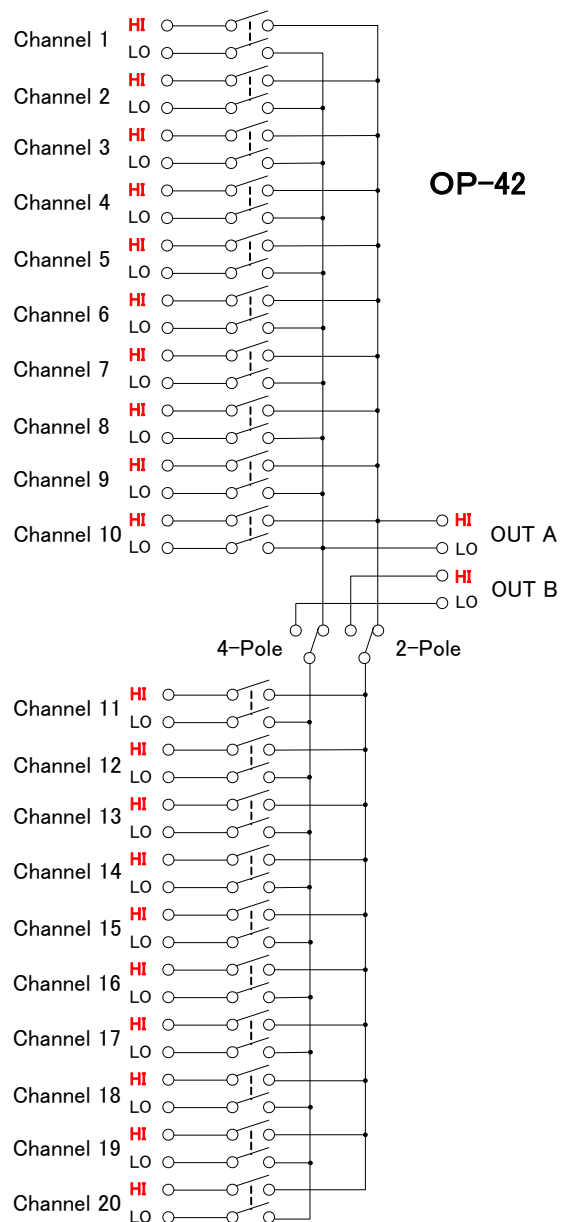 Channel 1 HI
LO
Channel 2 HI
LO
Channel 3 HI
LO
Channel 4 HI
LO
OP-42
Channel 5 HI
LO
Channel 6 HI
LO
Channel 7 HI
LO
Channel 8 HI
LO
Channel 9 HI
LO
Channel 10 HI
LO
HI
LO
OUT A
HI
LO
OUT B
4-Pole
2-Pole
Channel 11 HI
LO
Channel 12 HI
LO
Channel 13 HI
LO
Channel 14 HI
LO
Channel 15 HI
LO
Channel 16 HI
LO
Channel 17 HI
LO
Channel 18 HI
LO
Channel 19 HI
LO
Channel 20 HI
LO